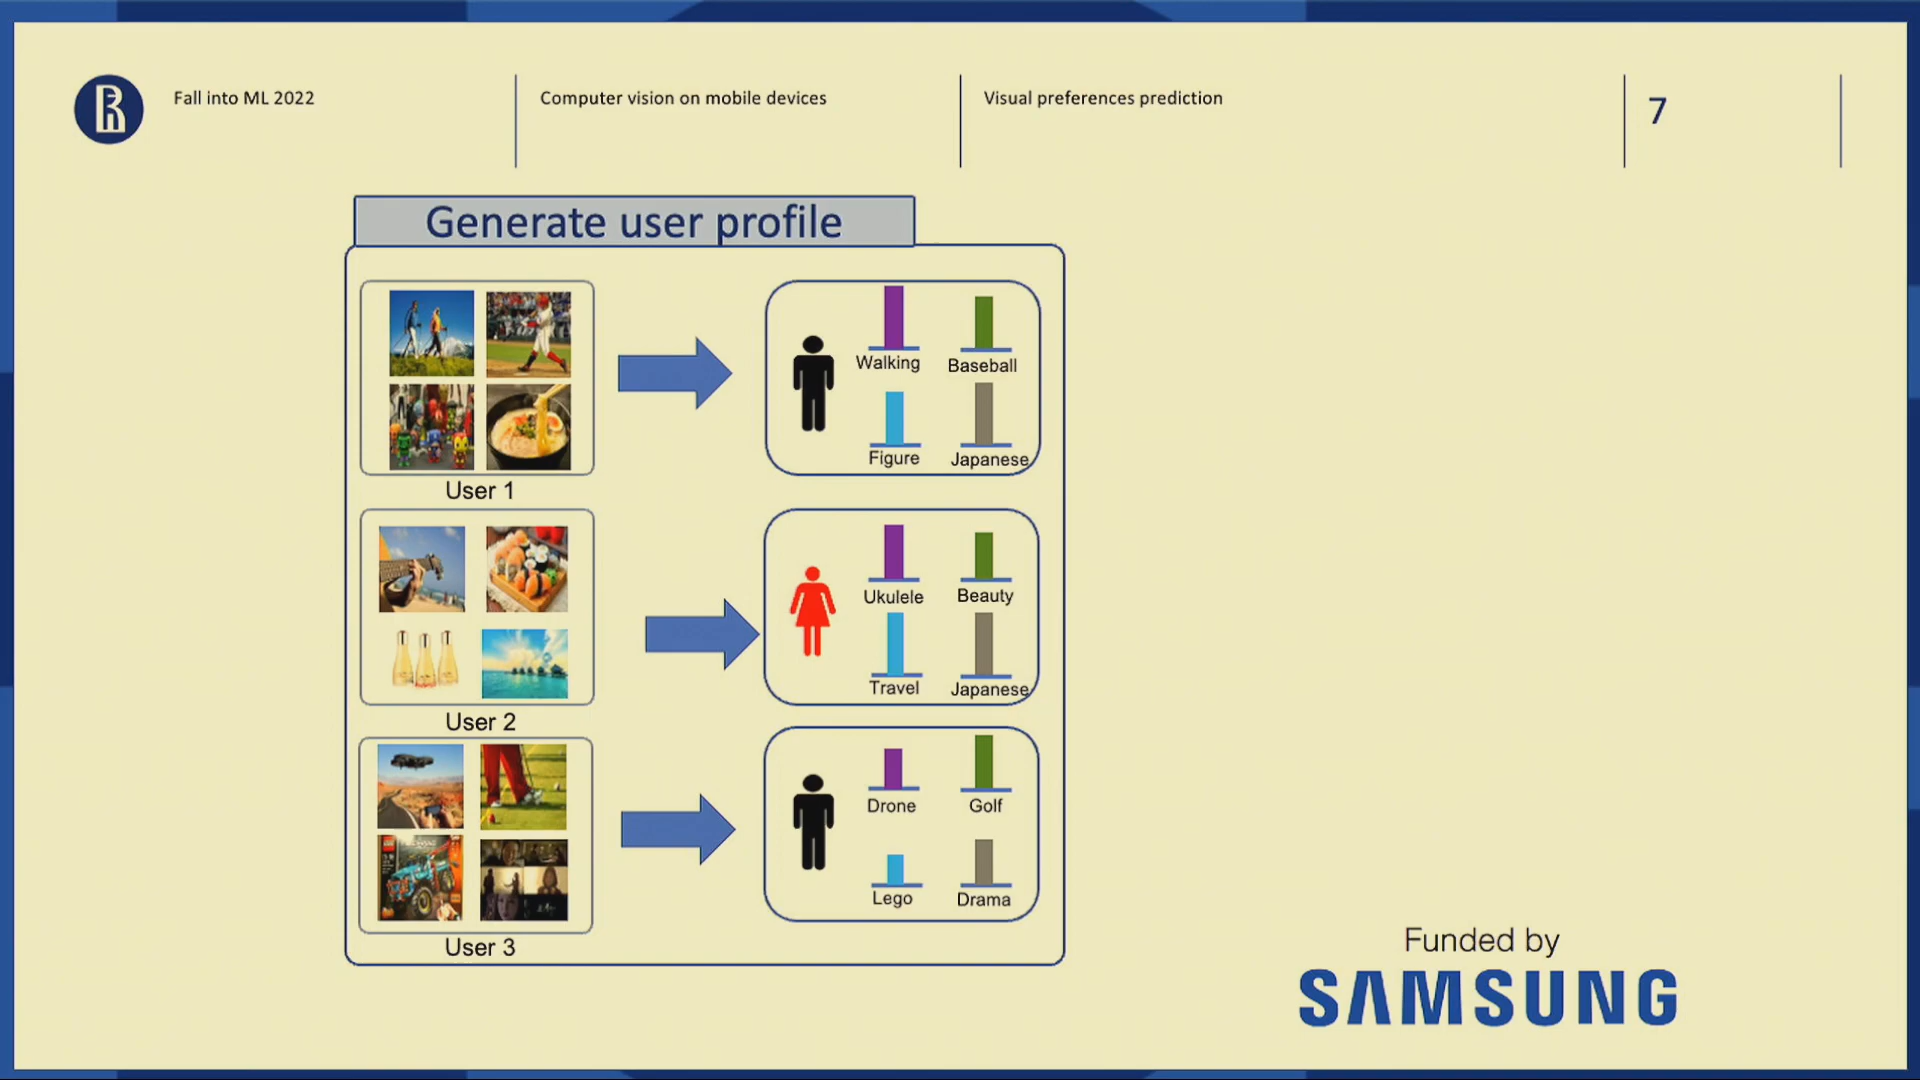 Fall into ML 2022
Computer vision on mobile devices
Visual preferences prediction
7
Generate user profile
Walking
Baseball
Figure
Japanese
User 1
Ukulele
Beauty
Travel
Japanese
User 2
Drone
Golf
Lego
Drama
User 3
Funded by
SAMSUNG